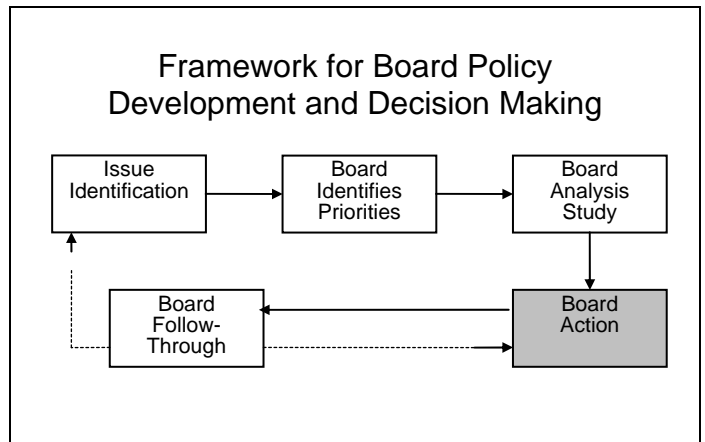 Framework for Board Policy
Development and Decision Making
Issue
Identification
Board
Identifies
Priorities
Board
Analysis
Study
Board
Follow-
Through
Board
Action